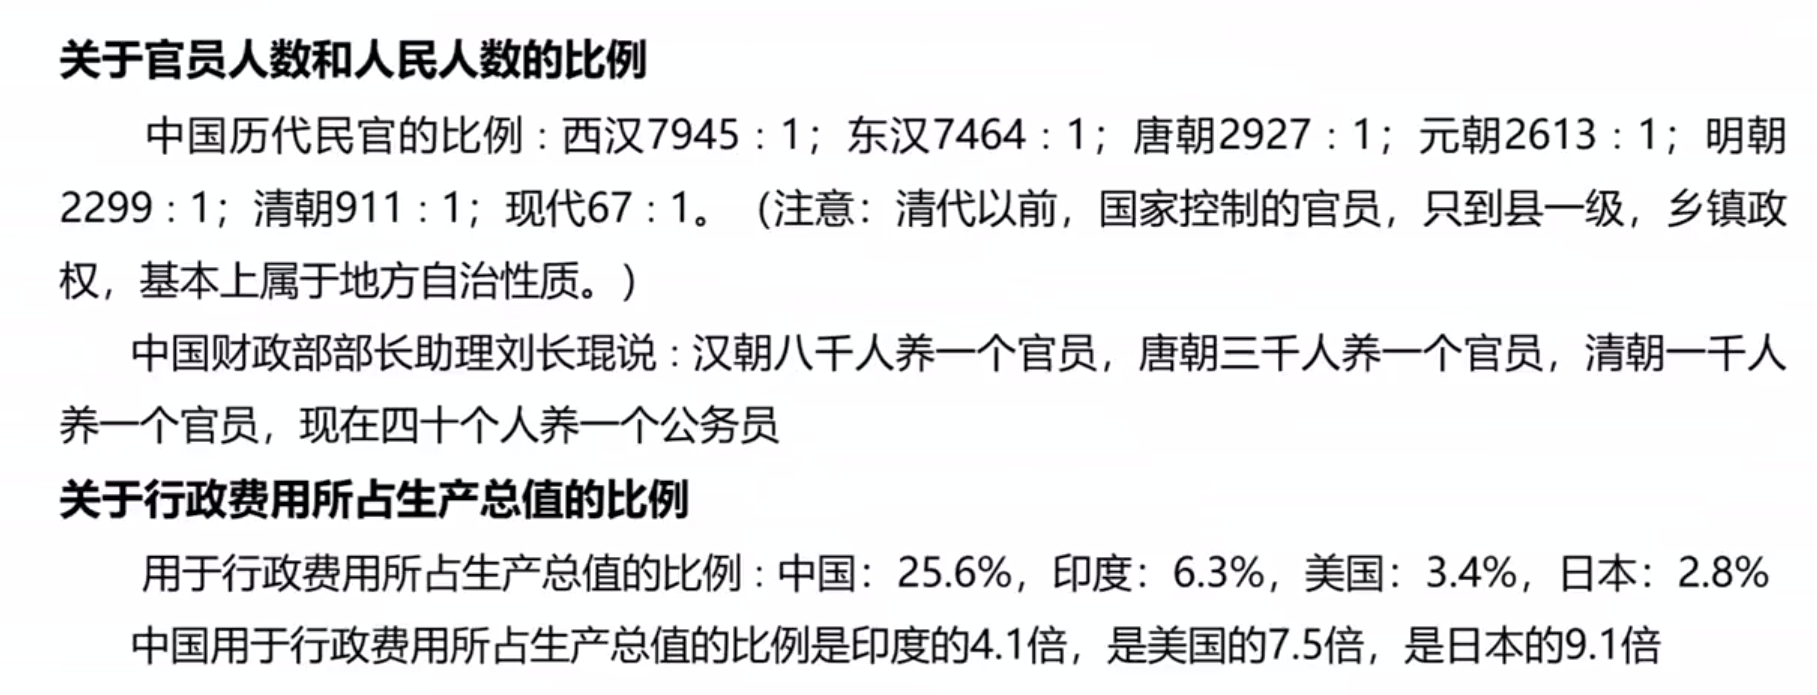 关于官员人数和人民人数的比例
中国历代民官的比例：西汉7945：1；东汉7464：1；唐朝2927：1；元朝2613：1；明朝
2299：1；清朝911：1；现代67：1。（注意：清代以前，国家控制的官员，只到县一级，乡镇政
权，基本上属于地方自治性质。）
中国财政部部长助理刘长琨说：汉朝八千人养一个官员，唐朝三千人养一个官员，清朝一千人
养一个官员，现在四十个人养一个公务员
关于行政费用所占生产总值的比例
用于行政费用所占生产总值的比例：中国：25.6%，印度：6.3%，美国：3.4%，日本：2.8%
中国用于行政费用所占生产总值的比例是印度的4.1倍，是美国的7.5倍，是日本的9.1倍